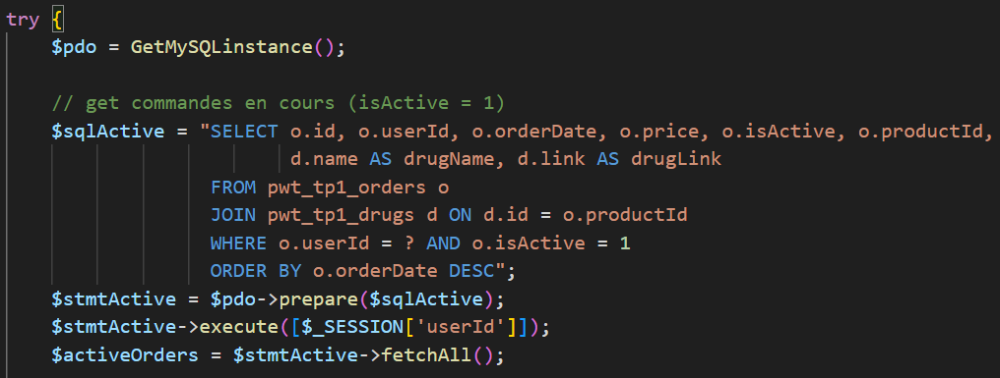 try {
$pdo = GetMySQLinstance();
// get commandes en cours (isActive = 1)
$sqlActive = "SELECT o.id, o.userId, o.orderDate, o.price, o.isActive, o.productId,
d.name AS drugName, d.link AS drugLink
FROM pwt_tp1_orders o
JOIN pwt_tp1_drugs d ON d.id = o.productId
WHERE o.userId = ? AND o.isActive = 1
ORDER BY o.orderDate DESC";
$stmtActive = $pdo->prepare($sqlActive);
$stmtActive->execute([$_SESSION['userId']]);
$activeOrders = $stmtActive->fetchAll();